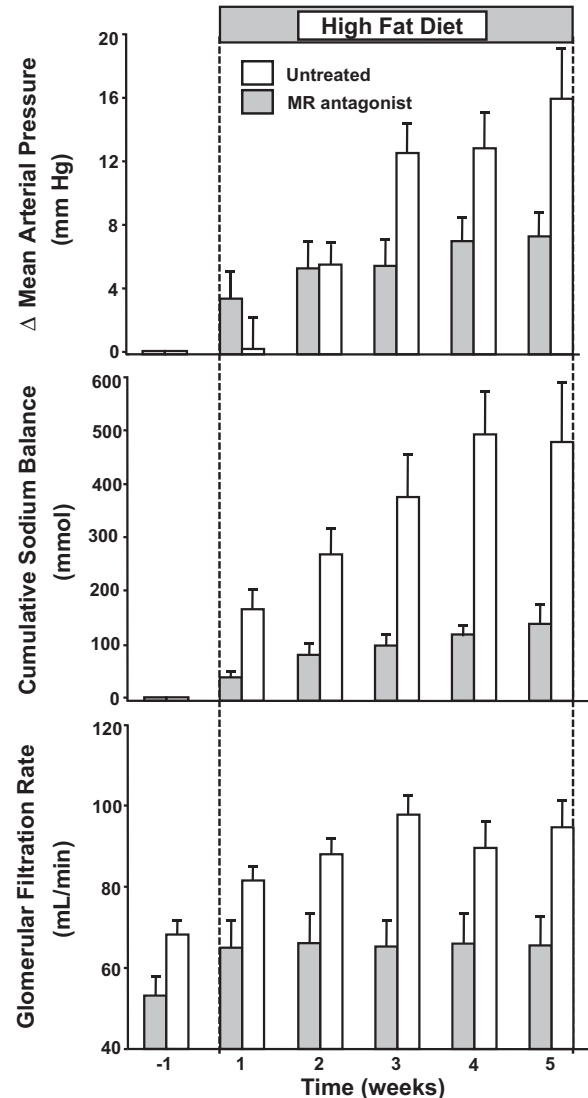 High Fat Diet
Untreated
MR antagonist
Δ Mean Arterial Pressure
(mm Hg)
20
16
12
8
4
0
Cumulative Sodium Balance
(mmol)
600
500
400
300
200
100
0
Glomerular Filtration Rate
(mL/min)
120
100
80
60
40
-1 1 2 3 4 5
Time (weeks)